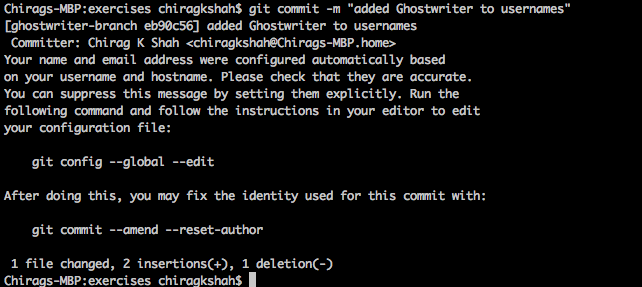 Chirags-MBP:exercises chiragkshah$ git commit -m "added Ghostwriter to usernames"
[ghostwriter-branch eb90c56] added Ghostwriter to usernames
 Committer: Chirag K Shah <chiragkshah@Chirags-MBP.home>
Your name and email address were configured automatically based
on your username and hostname. Please check that they are accurate.
You can suppress this message by setting them explicitly. Run the
following command and follow the instructions in your editor to edit
your configuration file:

    git config --global --edit

After doing this, you may fix the identity used for this commit with:

    git commit --amend --reset-author

 1 file changed, 2 insertions(+), 1 deletion(-)
Chirags-MBP:exercises chiragkshah$